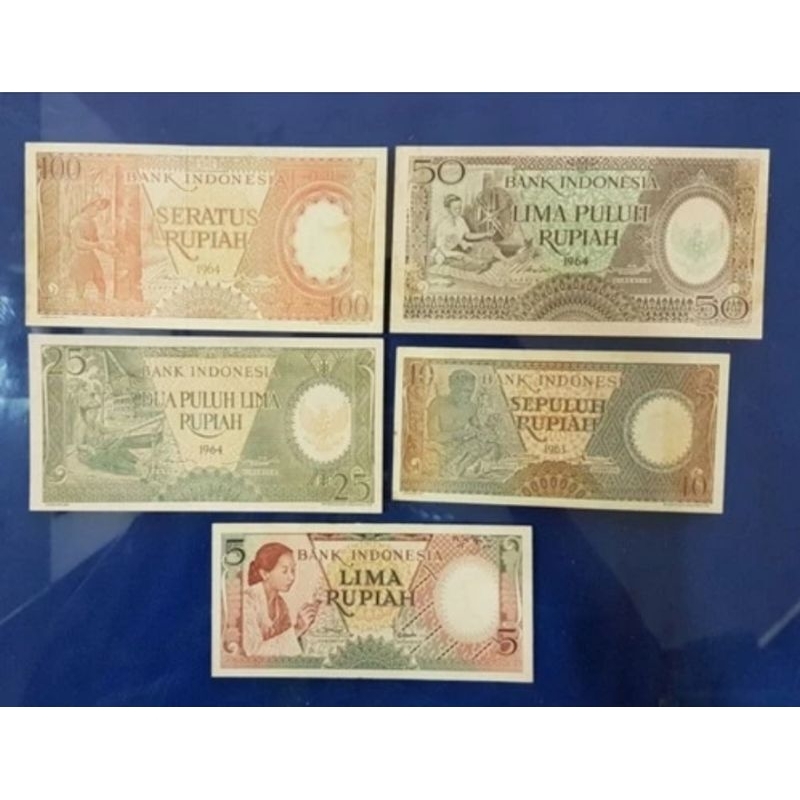 100
BANK INDONESIA
SERATUS
RUPIAH
1964
100
50
BANK INDONESIA
LIMA PULUH
RUPIAH
1964
50
25
BANK INDONESIA
DUA PULUH LIMA
RUPIAH
1964
25
10
BANK INDONESI
SEPULUH
RUPIAH
1963
10
5
BANK INDONESIA
LIMA
RUPIAH
5